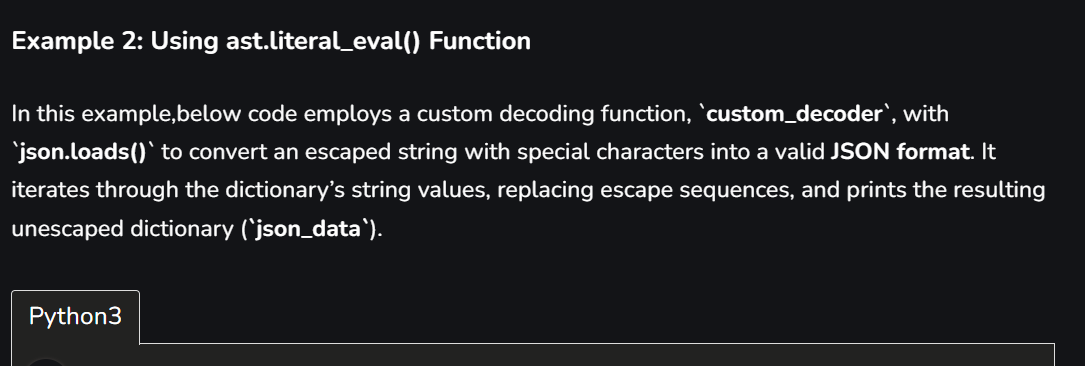 Example 2: Using ast.literal_eval() Function
In this example,below code employs a custom decoding function, `custom_decoder`, with
`json.loads()` to convert an escaped string with special characters into a valid JSON format. It
iterates through the dictionary’s string values, replacing escape sequences, and prints the resulting
unescaped dictionary (`json_data`).
Python3